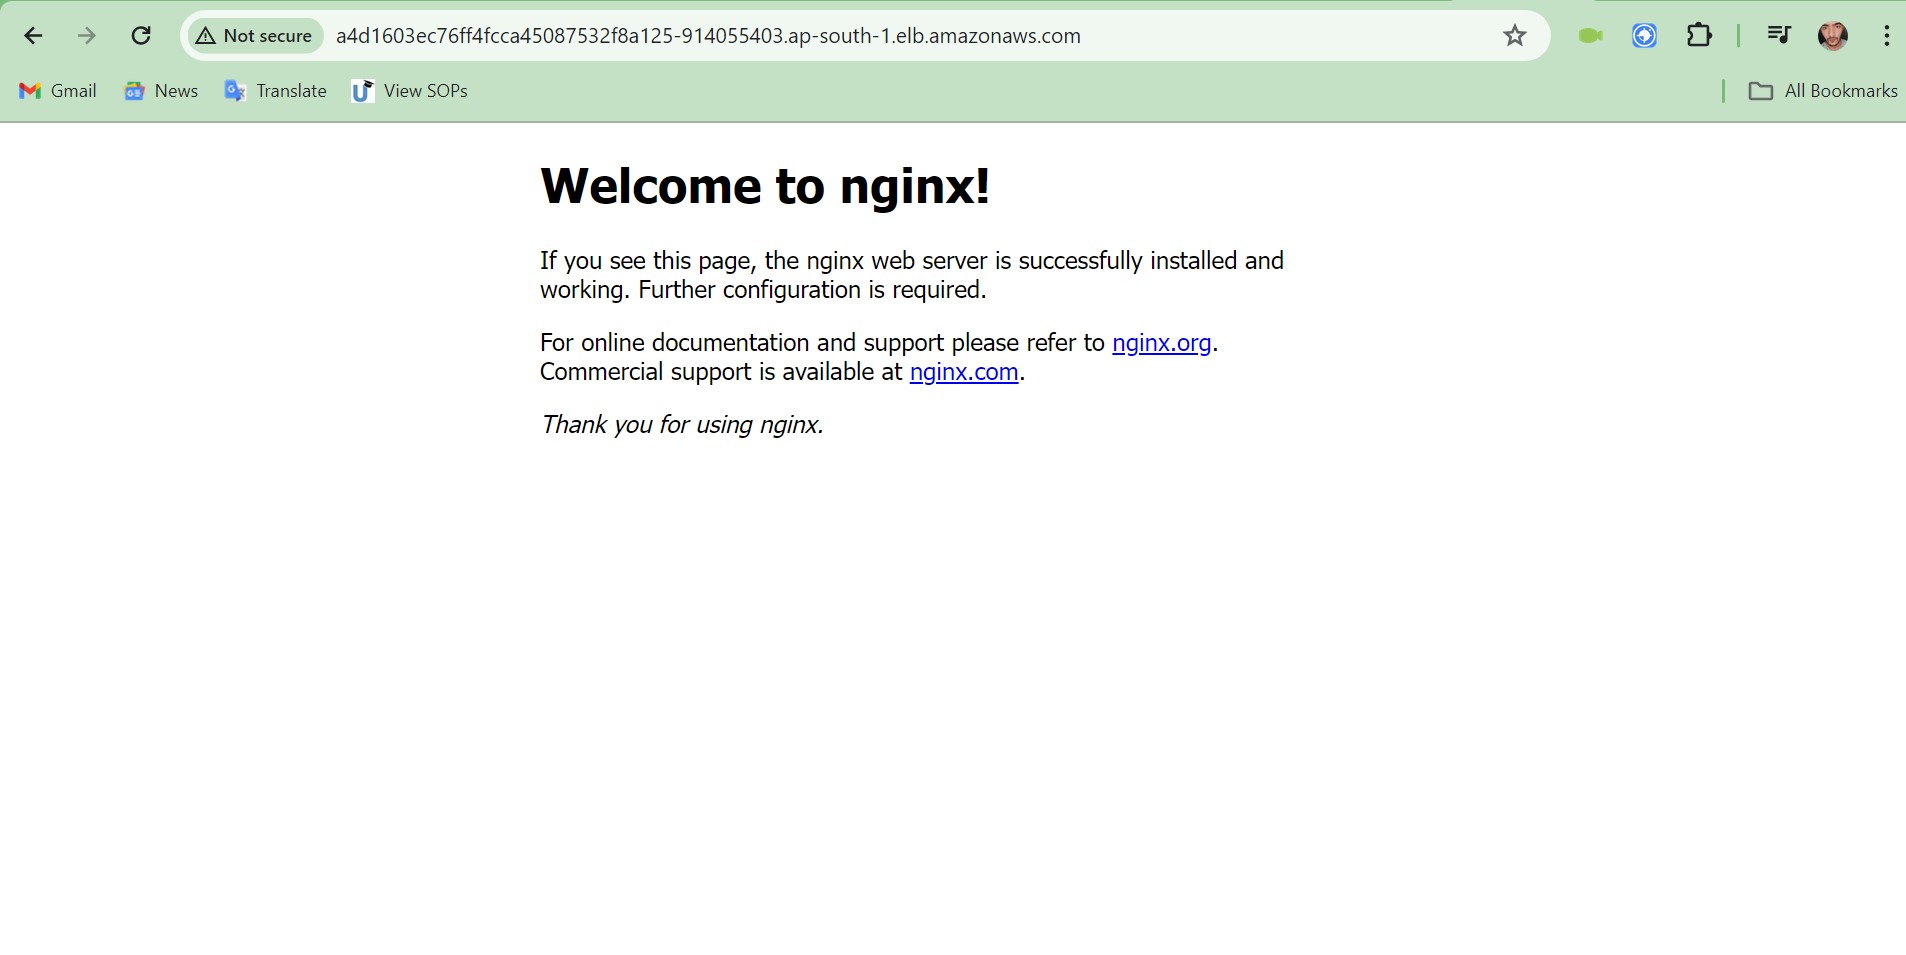 Not secure
a4d1603ec76ff4fcca45087532f8a125-914055403.ap-south-1.elb.amazonaws.com
Gmail
News
Translate
View SOPs
All Bookmarks
Welcome to nginx!
If you see this page, the nginx web server is successfully installed and
working. Further configuration is required.
For online documentation and support please refer to nginx.org.
Commercial support is available at nginx.com.
Thank you for using nginx.